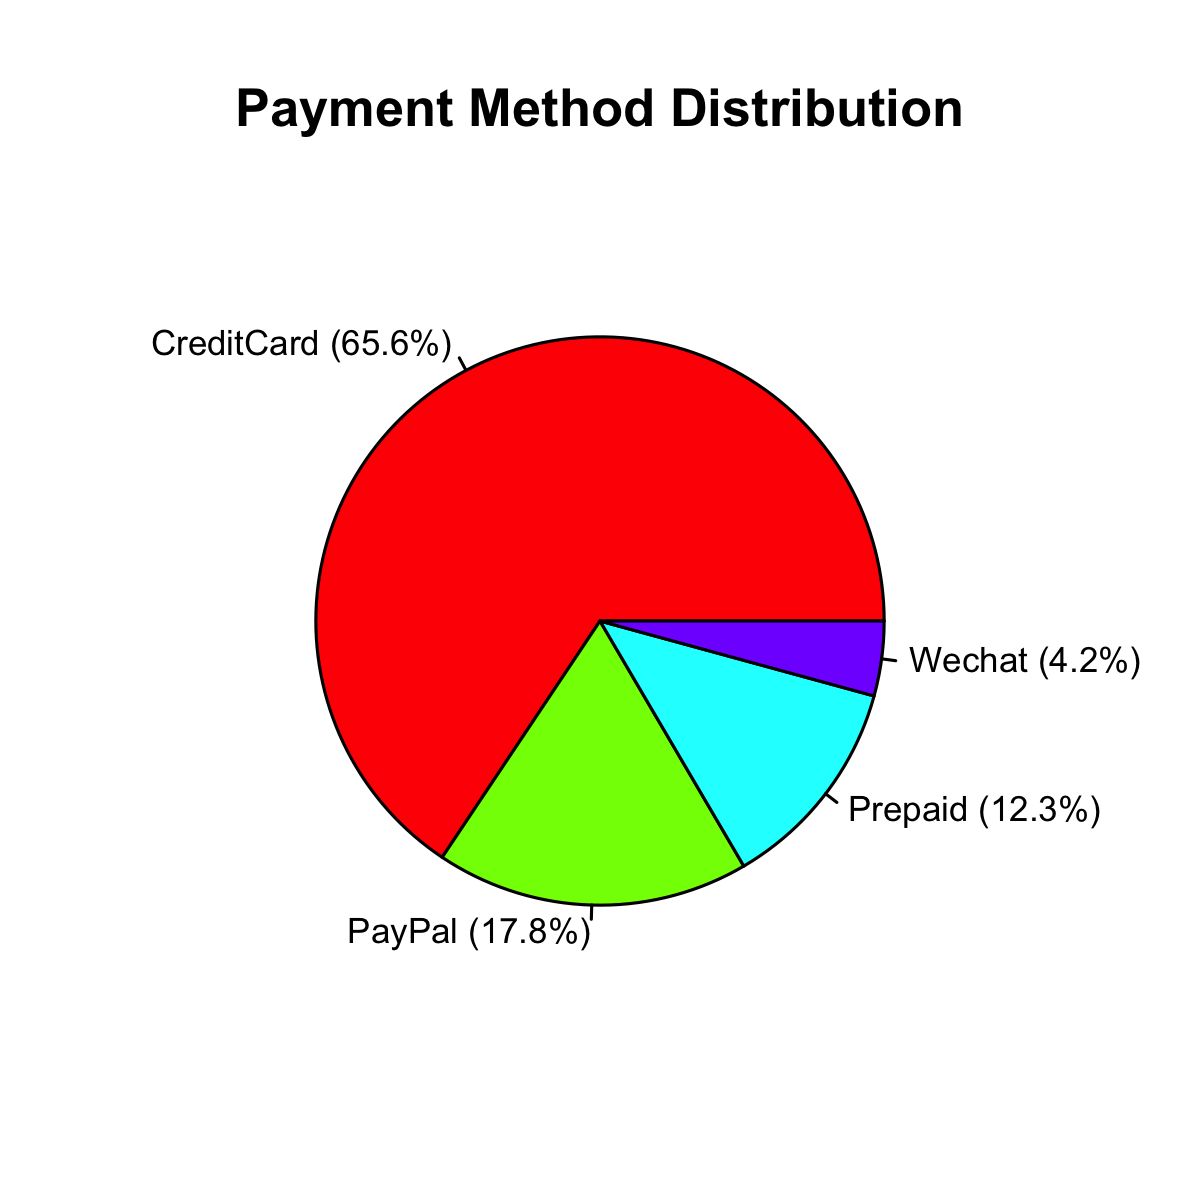 Payment Method Distribution
CreditCard (65.6%)
Wechat (4.2%)
Prepaid (12.3%)
PayPal (17.8%)